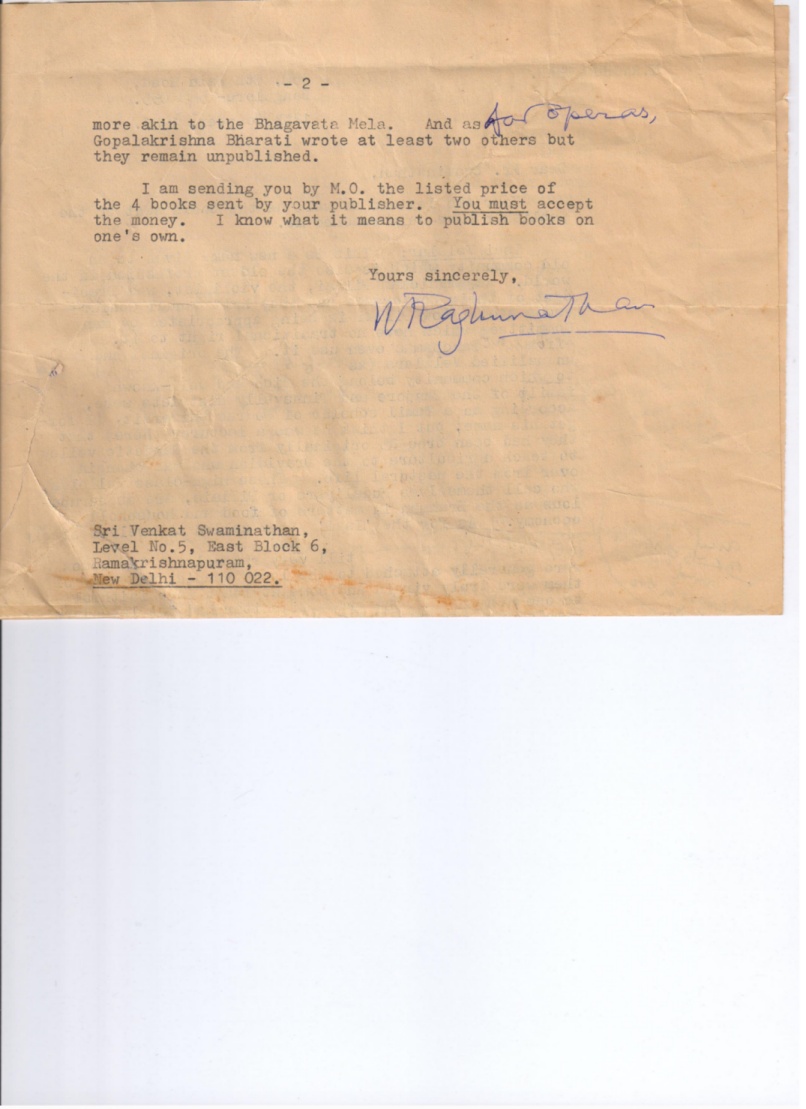 - 2 -
more akin to the Bhagavata Mela. And as for operas,
Gopalakrishna Bharati wrote at least two others but
they remain unpublished.
I am sending you by M.O. the listed price of
the 4 books sent by your publisher. You must accept
the money. I know what it means to publish books on
one's own.
Yours sincerely,
N Raghunathan
Sri Venkat Swaminathan,
Level No.5, East Block 6,
Ramakrishnapuram,
New Delhi - 110 022.